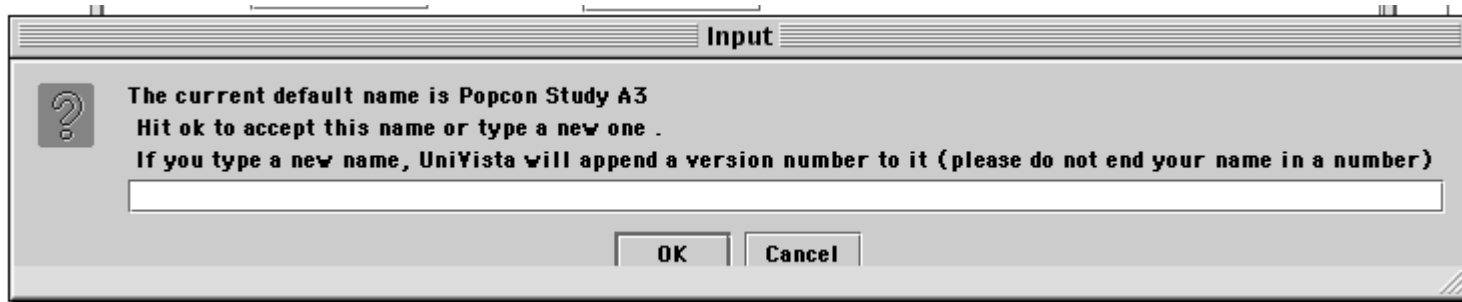 Input
The current default name is Popcon Study A3
Hit ok to accept this name or type a new one .
If you type a new name, UniVista will append a version number to it (please do not end your name in a number)
OK
Cancel